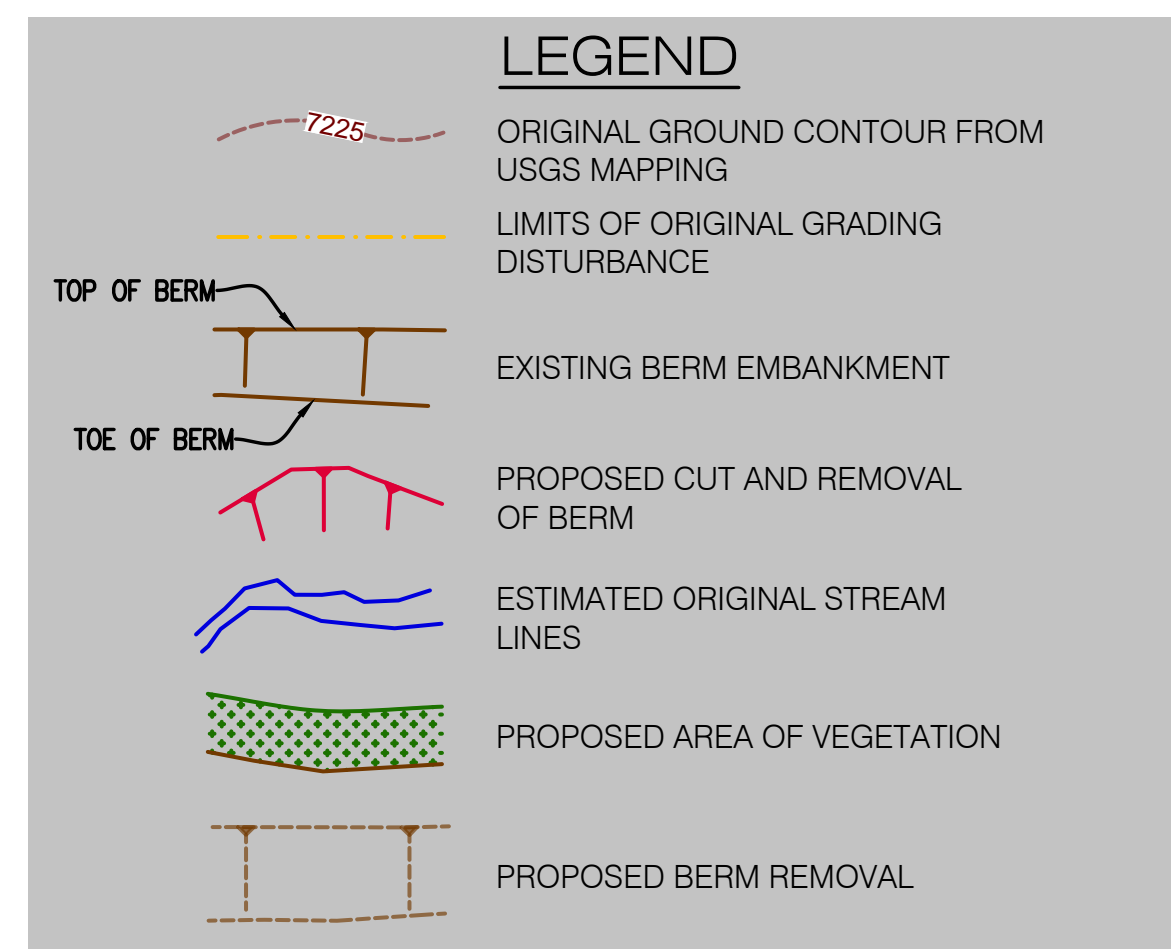 LEGEND
7225
ORIGINAL GROUND CONTOUR FROM
USGS MAPPING
LIMITS OF ORIGINAL GRADING
DISTURBANCE
TOP OF BERM
EXISTING BERM EMBANKMENT
TOE OF BERM
PROPOSED CUT AND REMOVAL
OF BERM
ESTIMATED ORIGINAL STREAM
LINES
PROPOSED AREA OF VEGETATION
PROPOSED BERM REMOVAL